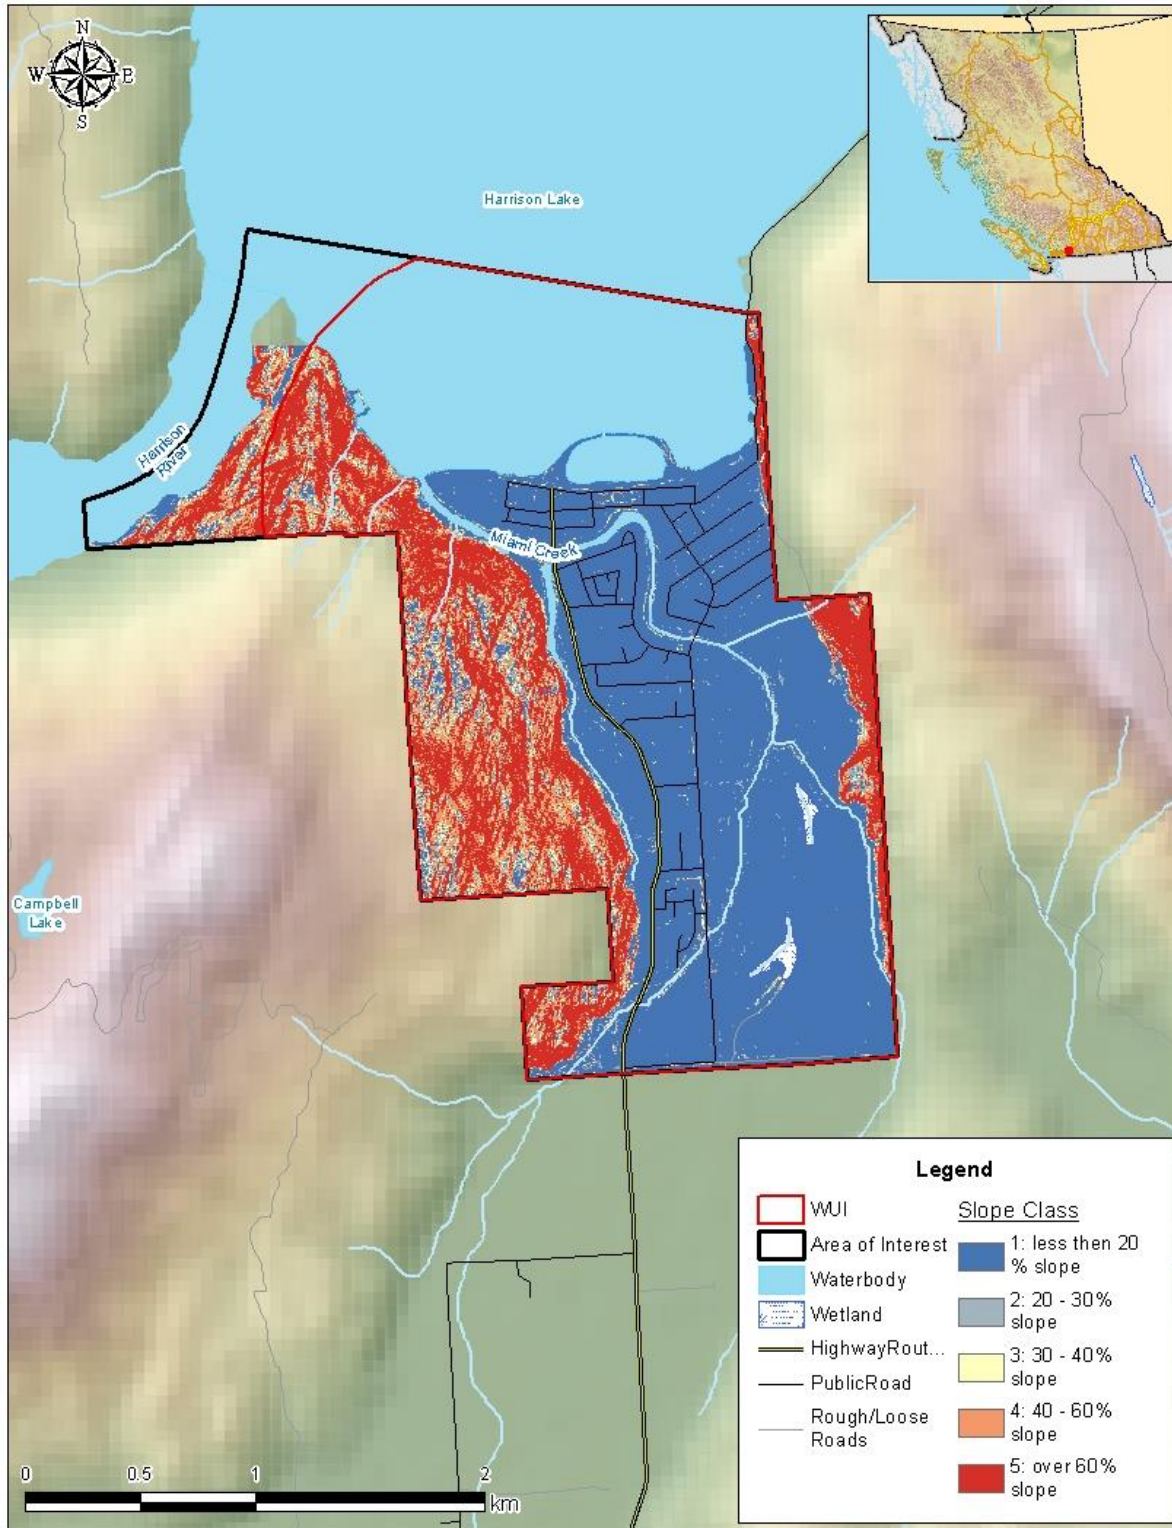 N
W E
S
Harrison Lake
Harrison
River
Miami Creek
Campbell
Lake
Legend
WUI
Area of Interest
Waterbody
Wetland
HighwayRout...
PublicRoad
Rough/Loose
Roads
Slope Class
1: less then 20
% slope
2: 20 - 30%
slope
3: 30 - 40%
slope
4: 40 - 60%
slope
5: over 60%
slope
0 0.5 1 2
km